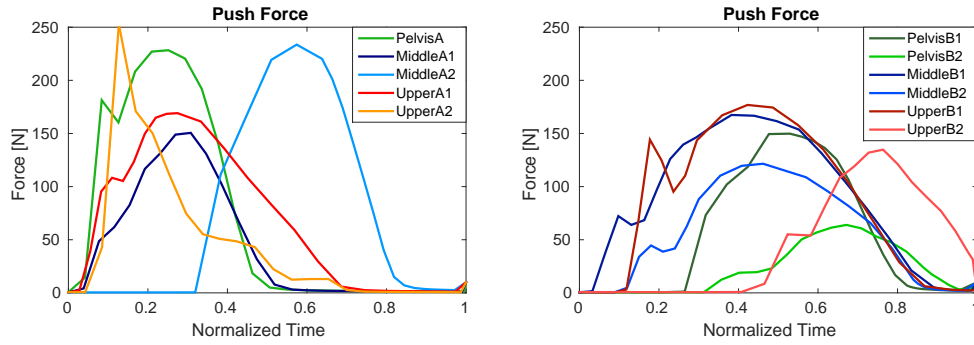 Push Force
Force [N]
250
200
150
100
50
0
0
0.2
0.4
0.6
0.8
1
Normalized Time
PelvisA
MiddleA1
MiddleA2
UpperA1
UpperA2
Push Force
Force [N]
250
200
150
100
50
0
0
0.2
0.4
0.6
0.8
1
Normalized Time
PelvisB1
PelvisB2
MiddleB1
MiddleB2
UpperB1
UpperB2